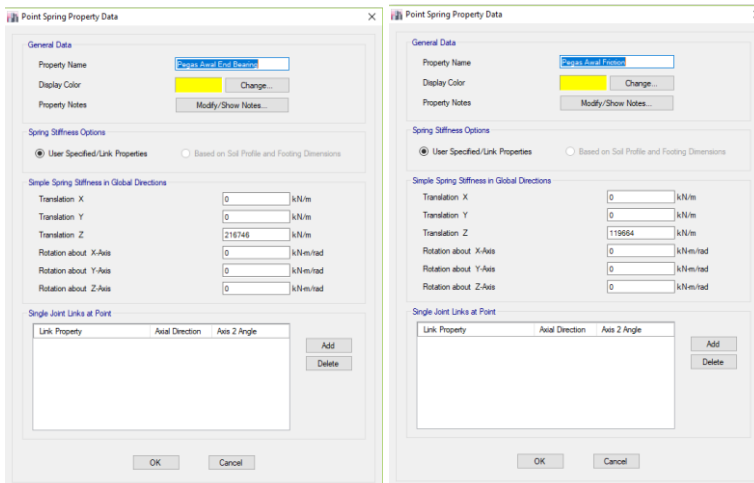 Point Spring Property Data
General Data
Property Name Pegas Awal End Bearing
Display Color Change...
Property Notes Modify/Show Notes...
Spring Stiffness Options
User Specified/Link Properties Based on Soil Profile and Footing Dimensions
Simple Spring Stiffness in Global Directions
Translation X 0 kN/m
Translation Y 0 kN/m
Translation Z 216746 kN/m
Rotation about X-Axis 0 kN-m/rad
Rotation about Y-Axis 0 kN-m/rad
Rotation about Z-Axis 0 kN-m/rad
Single Joint Links at Point
Link Property Axial Direction Axis 2 Angle
Add
Delete
OK Cancel
Point Spring Property Data
General Data
Property Name Pegas Awal Friction
Display Color Change...
Property Notes Modify/Show Notes...
Spring Stiffness Options
User Specified/Link Properties Based on Soil Profile and Footing Dimensions
Simple Spring Stiffness in Global Directions
Translation X 0 kN/m
Translation Y 0 kN/m
Translation Z 119664 kN/m
Rotation about X-Axis 0 kN-m/rad
Rotation about Y-Axis 0 kN-m/rad
Rotation about Z-Axis 0 kN-m/rad
Single Joint Links at Point
Link Property Axial Direction Axis 2 Angle
Add
Delete
OK Cancel